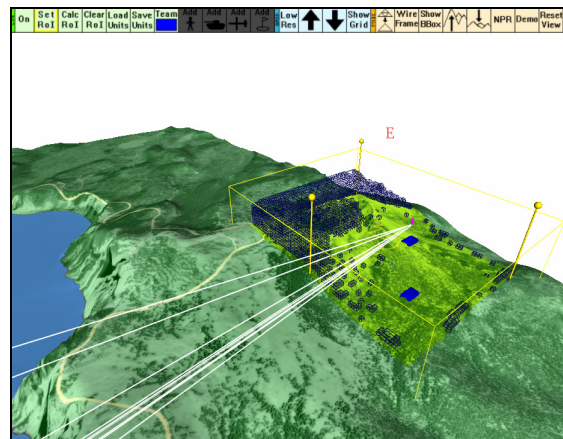 On Set RoI Calc RoI Clear RoI Load Units Save Units Team Add Add Add Add Low Res Show Grid Wire Frame Show BBox NPR Demo Reset View
E